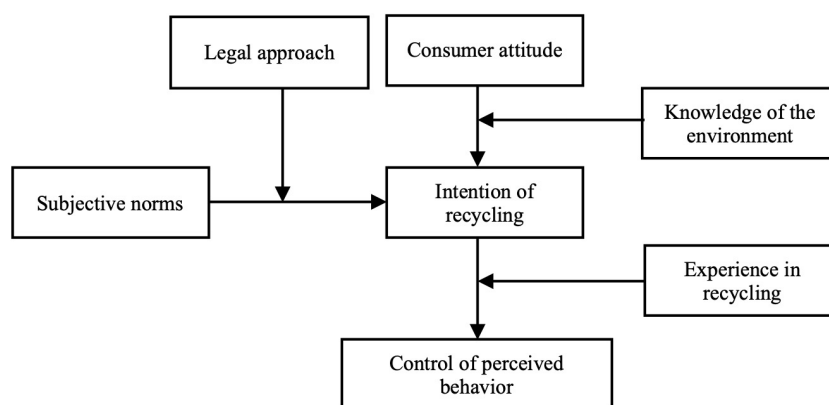 Legal approach
Consumer attitude
Knowledge of the
environment
Subjective norms
Intention of
recycling
Experience in
recycling
Control of perceived
behavior